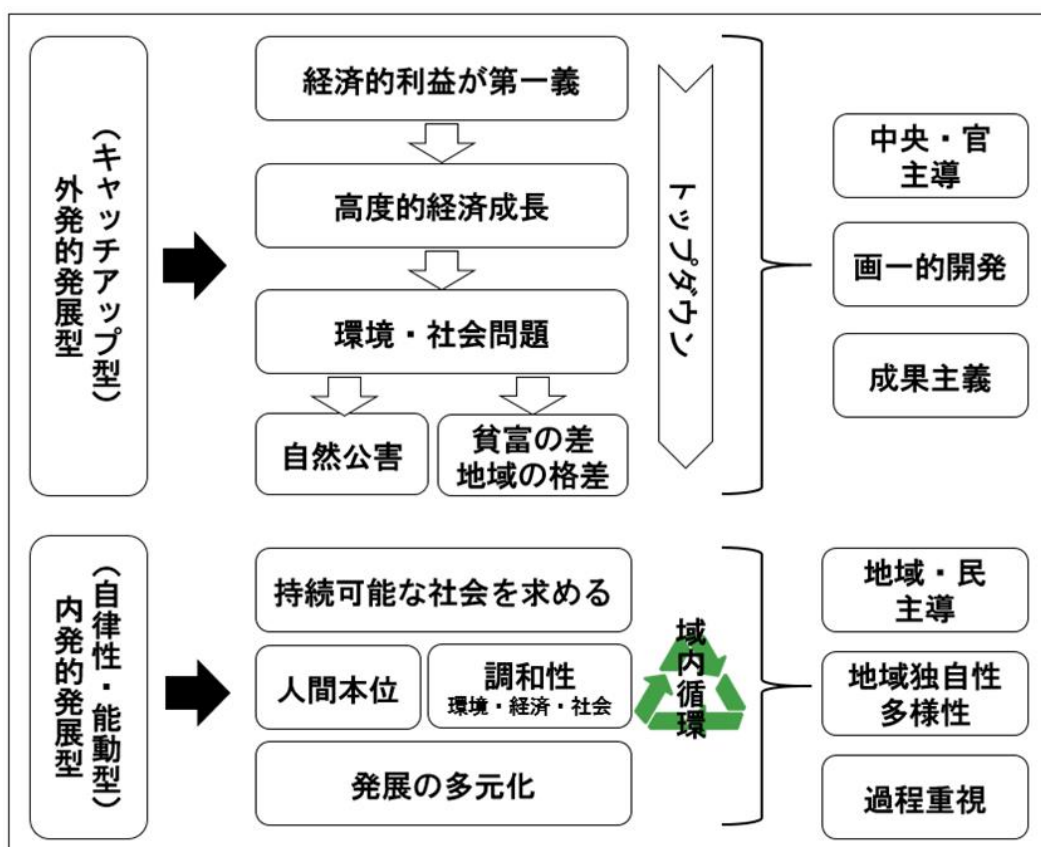 外発的発展型
（キャッチアップ型）
経済的利益が第一義
高度的経済成長
環境・社会問題
自然公害
貧富の差
地域の格差
トップダウン
中央・官
主導
画一的開発
成果主義
内発的発展型
（自律性・能動型）
持続可能な社会を求める
人間本位
調和性
環境・経済・社会
発展の多元化
域内循環
地域・民
主導
地域独自性
多様性
過程重視